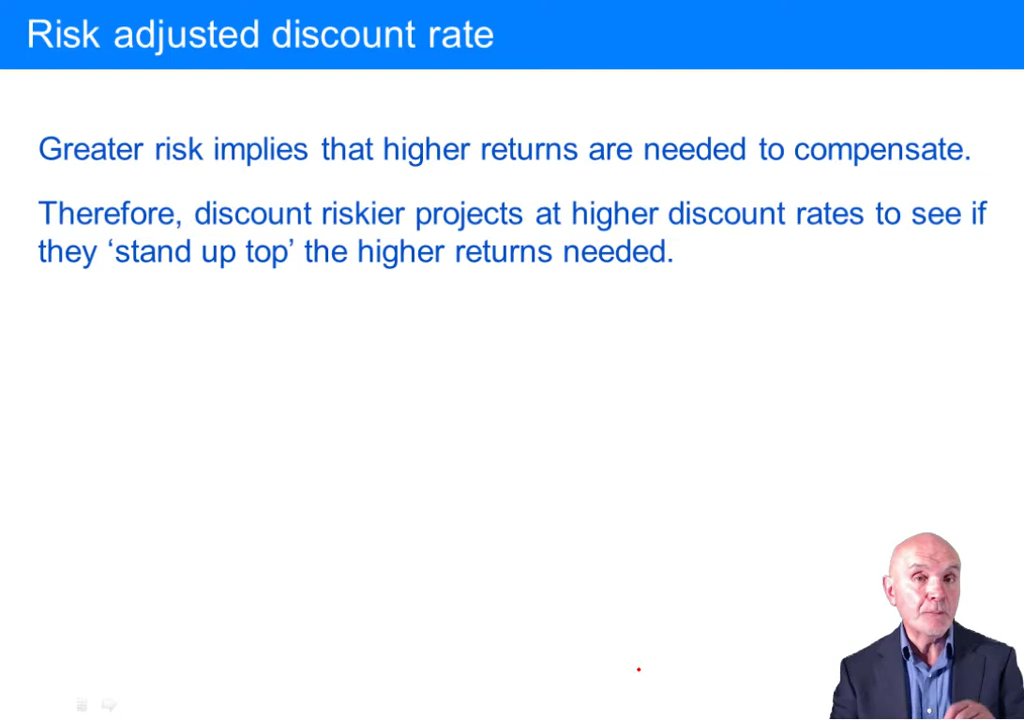 Risk adjusted discount rate
Greater risk implies that higher returns are needed to compensate.
Therefore, discount riskier projects at higher discount rates to see if
they ‘stand up top’ the higher returns needed.